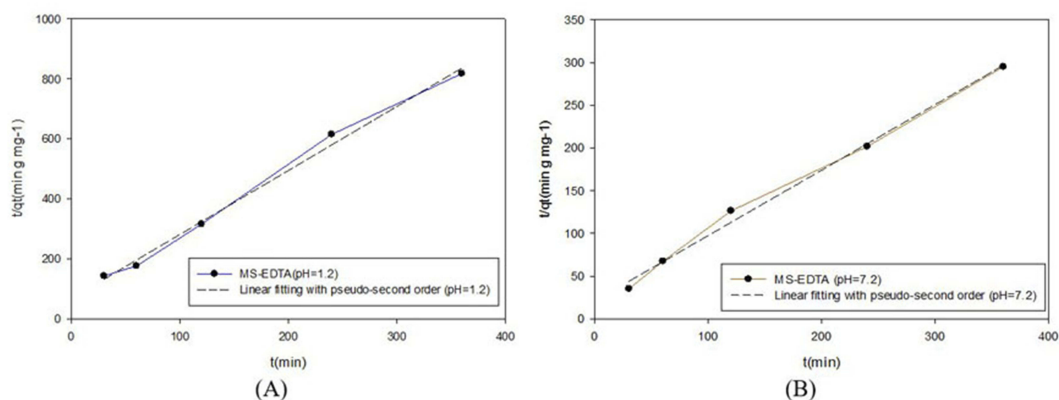 1000
800
600
400
200
0
t/qt(min g mg-1)
0 100 200 300 400
t(min)
MS-EDTA(pH=1.2)
Linear fitting with pseudo-second order (pH=1.2)
(A)
350
300
250
200
150
100
50
0
t/qt(min g mg-1)
0 100 200 300 400
t(min)
MS-EDTA (pH=7.2)
Linear fitting with pseudo-second order (pH=7.2)
(B)